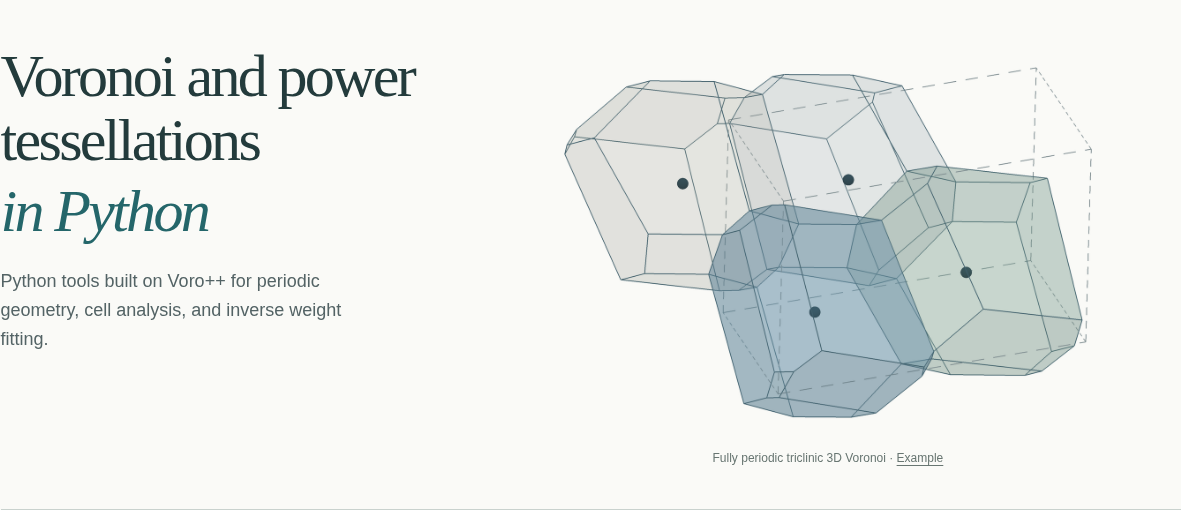 Voronoi and power
tessellations
in Python
Python tools built on Voro++ for periodic
geometry, cell analysis, and inverse weight
fitting.
Fully periodic triclinic 3D Voronoi · Example